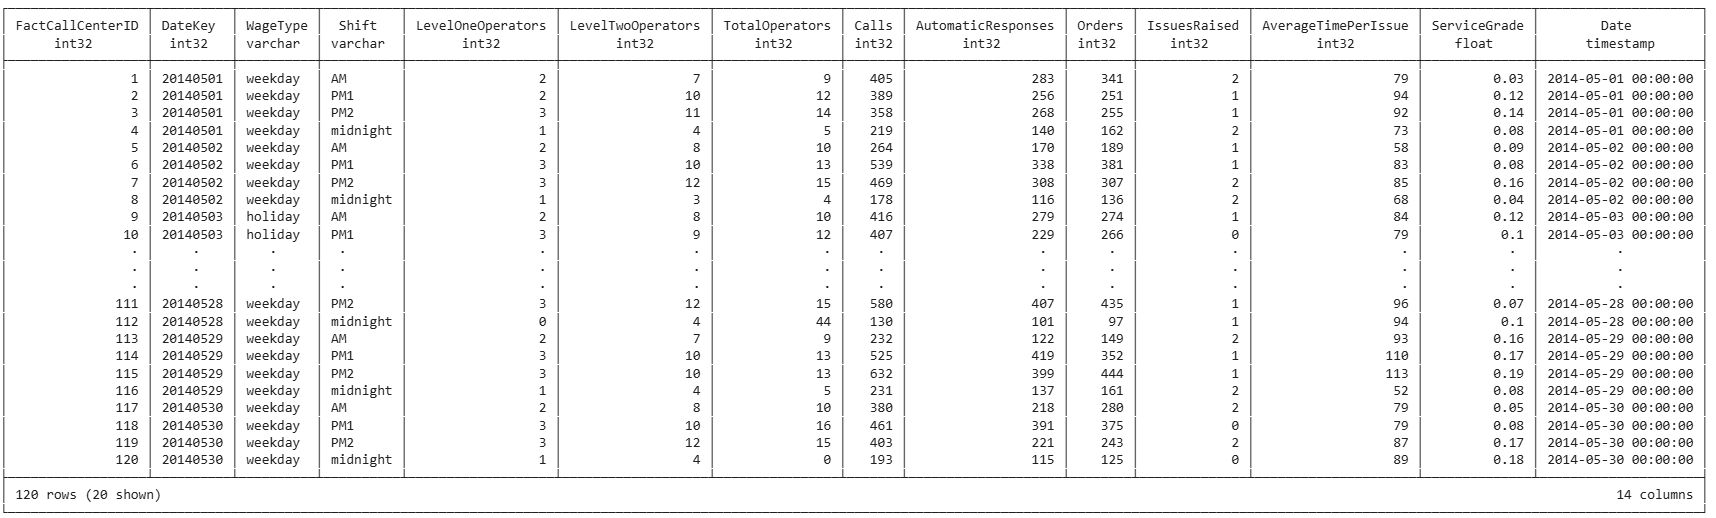 FactCallCenterID DateKey WageType Shift LevelOneOperators LevelTwoOperators TotalOperators Calls AutomaticResponses Orders IssuesRaised AverageTimePerIssue ServiceGrade Date
int32 int32 varchar varchar int32 int32 int32 int32 int32 int32 int32 int32 float timestamp
1 20140501 weekday AM 2 7 9 405 283 341 2 79 0.03 2014-05-01 00:00:00
2 20140501 weekday PM1 2 10 12 389 256 251 1 94 0.12 2014-05-01 00:00:00
3 20140501 weekday PM2 3 11 14 358 268 255 1 92 0.14 2014-05-01 00:00:00
4 20140501 weekday midnight 1 4 5 219 140 162 2 73 0.08 2014-05-01 00:00:00
5 20140502 weekday AM 2 8 10 264 170 189 1 58 0.09 2014-05-02 00:00:00
6 20140502 weekday PM1 3 10 13 539 338 381 1 83 0.08 2014-05-02 00:00:00
7 20140502 weekday PM2 3 12 15 469 308 307 2 85 0.16 2014-05-02 00:00:00
8 20140502 weekday midnight 1 3 4 178 116 136 2 68 0.04 2014-05-02 00:00:00
9 20140503 holiday AM 2 8 10 416 279 274 1 84 0.12 2014-05-03 00:00:00
10 20140503 holiday PM1 3 9 12 407 229 266 0 79 0.1 2014-05-03 00:00:00
. . . . . . . . . . . . . .
. . . . . . . . . . . . . .
. . . . . . . . . . . . . .
111 20140528 weekday PM2 3 12 15 580 407 435 1 96 0.07 2014-05-28 00:00:00
112 20140528 weekday midnight 0 4 44 130 101 97 1 94 0.1 2014-05-28 00:00:00
113 20140529 weekday AM 2 7 9 232 122 149 2 93 0.16 2014-05-29 00:00:00
114 20140529 weekday PM1 3 10 13 525 419 352 1 110 0.17 2014-05-29 00:00:00
115 20140529 weekday PM2 3 10 13 632 399 444 1 113 0.19 2014-05-29 00:00:00
116 20140529 weekday midnight 1 4 5 231 137 161 2 52 0.08 2014-05-29 00:00:00
117 20140530 weekday AM 2 8 10 380 218 280 2 79 0.05 2014-05-30 00:00:00
118 20140530 weekday PM1 3 10 16 461 391 375 0 79 0.08 2014-05-30 00:00:00
119 20140530 weekday PM2 3 12 15 403 221 243 2 87 0.17 2014-05-30 00:00:00
120 20140530 weekday midnight 1 4 0 193 115 125 0 89 0.18 2014-05-30 00:00:00
120 rows (20 shown) 14 columns